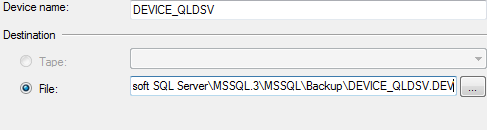 Device name: DEVICE_QLDSV
Destination
Tape:
File: soft SQL Server\MSSQL.3\MSSQL\Backup\DEVICE_QLDSV.DEV ...